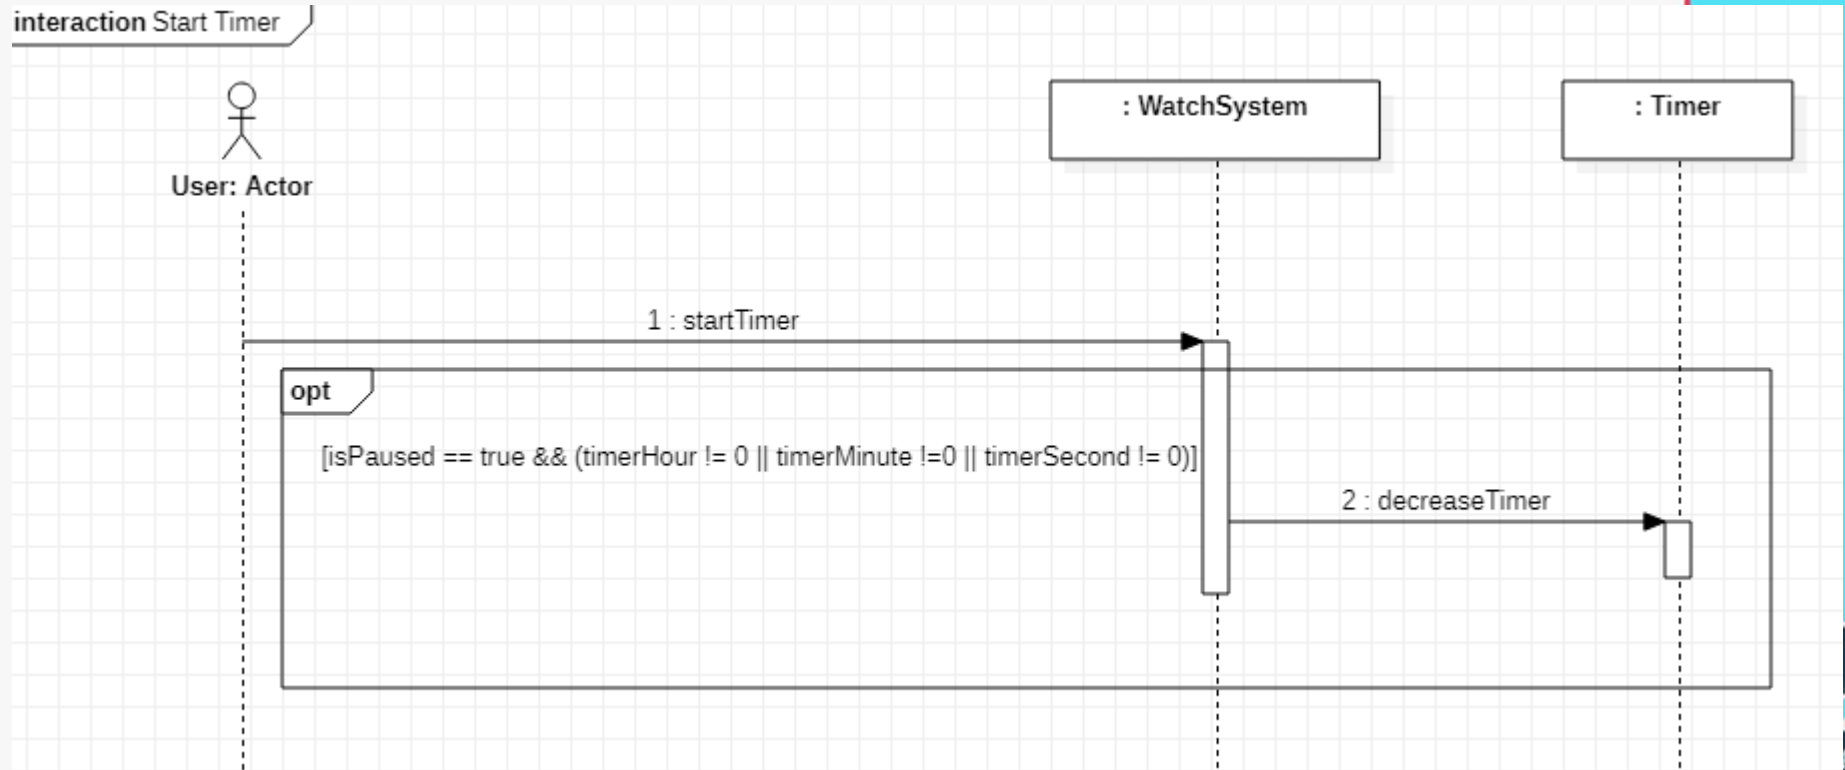 interaction Start Timer
: WatchSystem
: Timer
User: Actor
1 : startTimer
opt
[isPaused == true && (timerHour != 0 || timerMinute !=0 || timerSecond != 0)]
2 : decreaseTimer